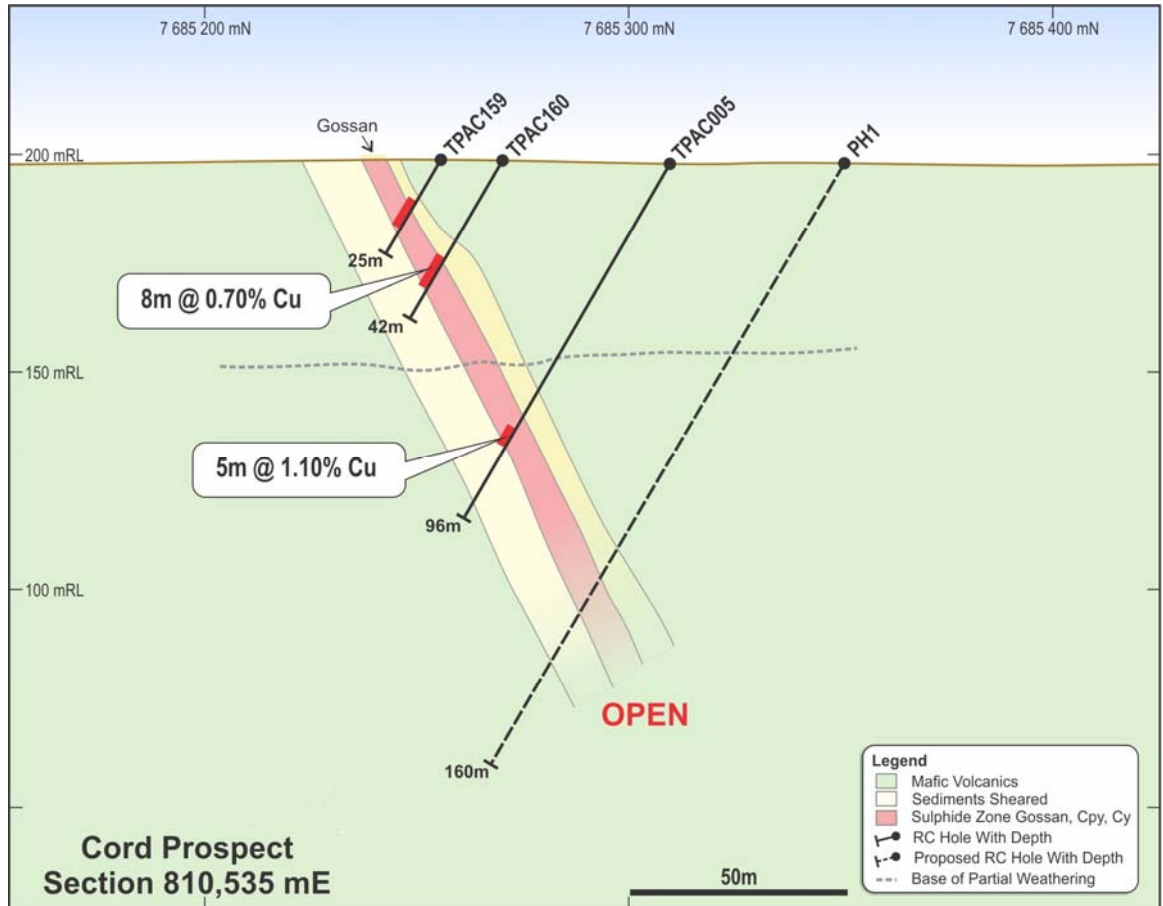 7 685 200 mN
7 685 300 mN
7 685 400 mN
Gossan
TPAC159
TPAC160
TPAC005
PH1
200 mRL
25m
8m @ 0.70% Cu
42m
150 mRL
5m @ 1.10% Cu
96m
100 mRL
OPEN
160m
Cord Prospect
Section 810,535 mE
50m
Legend
Mafic Volcanics
Sediments Sheared
Sulphide Zone Gossan, Cpy, Cy
RC Hole With Depth
Proposed RC Hole With Depth
Base of Partial Weathering